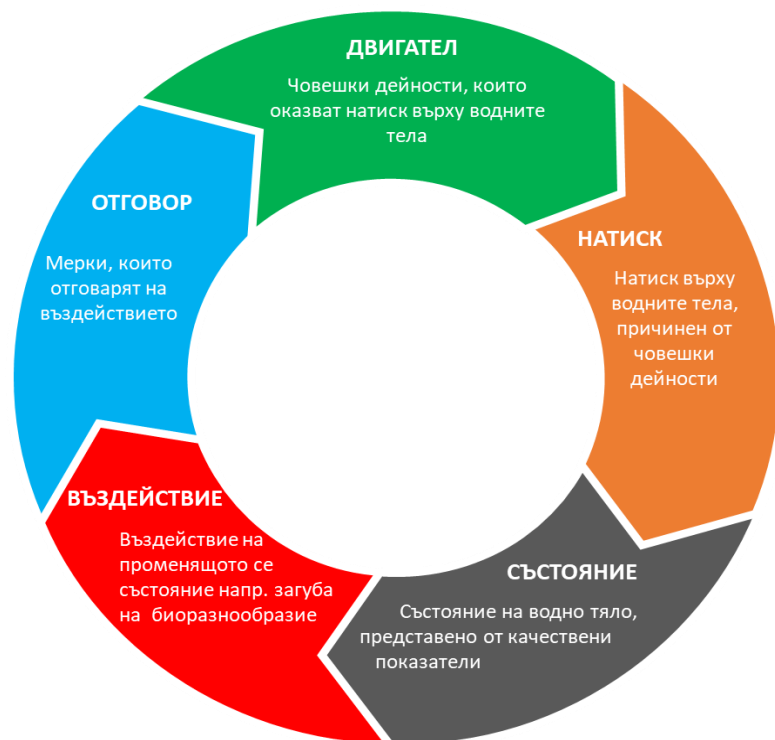 ДВИГАТЕЛ
Човешки дейности, които
оказват натиск върху водните
тела
НАТИСК
Натиск върху
водните тела,
причинен от
човешки
дейности
СЪСТОЯНИЕ
Състояние на водно тяло,
представено от качествени
показатели
ВЪЗДЕЙСТВИЕ
Въздействие на
променящото се
състояние напр. загуба
на биоразнообразие
ОТГОВОР
Мерки, които
отговарят на
въздействието